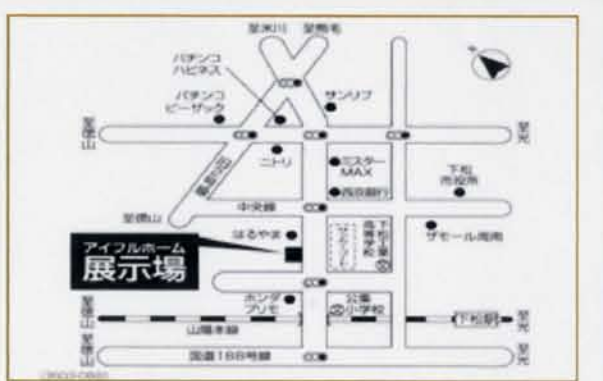 至米川
至熊毛
パチンコ
ハピネス
パチンコ
ピーザック
サンリブ
至徳山
至光
ニトリ
ミスター
MAX
西京銀行
下松
市役所
中央線
至徳山
はるやま
下松工業
高等学校
ザ・モール周南
アイフルホーム
展示場
ホンダ
プリモ
公集
小学校
至徳山
山陽本線
下松駅
至光
至徳山
国道188号線
至光